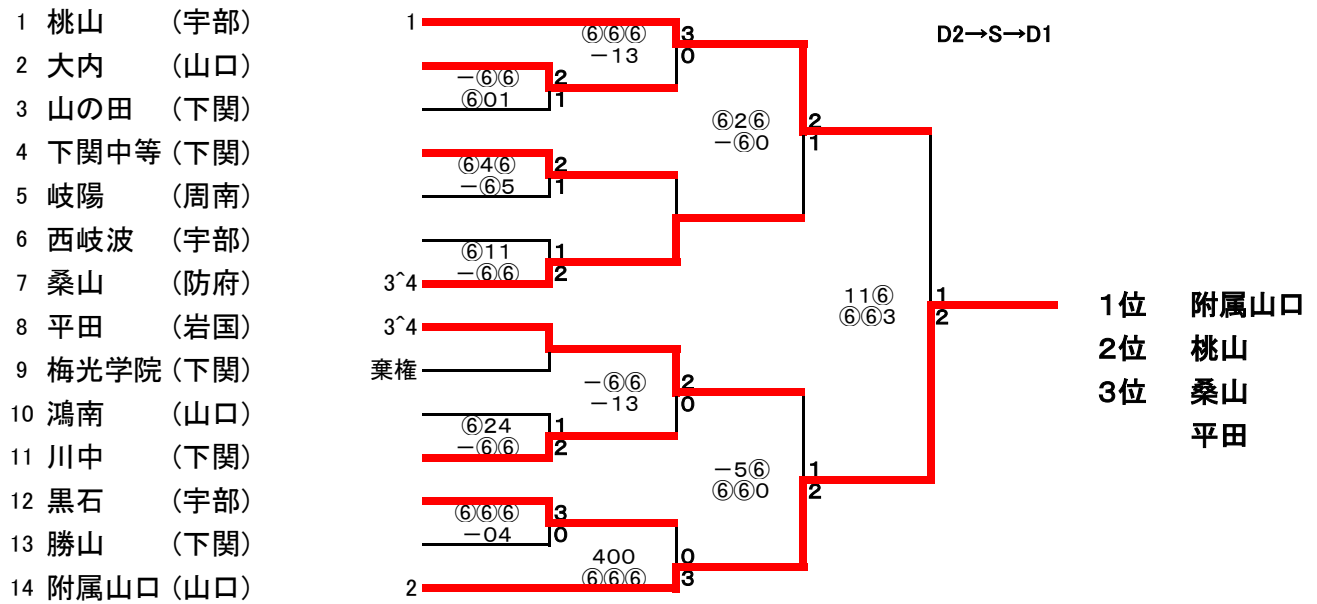 1 桃山 (宇部) 1
2 大内 (山口)
3 山の田 (下関)
4 下関中等 (下関)
5 岐陽 (周南)
6 西岐波 (宇部)
7 桑山 (防府) 3^4
8 平田 (岩国) 3^4
9 梅光学院 (下関) 棄権
10 鴻南 (山口)
11 川中 (下関)
12 黒石 (宇部)
13 勝山 (下関)
14 附属山口 (山口) 2
⑥⑥⑥ 3
－13 0
－⑥⑥ 2
⑥01 1
⑥4⑥ 2
－⑥5 1
⑥11 1
－⑥⑥ 2
－⑥⑥ 2
－13 0
⑥24 1
－⑥⑥ 2
⑥⑥⑥ 3
－04 0
400 0
⑥⑥⑥ 3
⑥2⑥ 2
－⑥0 1
－5⑥ 1
⑥⑥0 2
11⑥ 1
⑥⑥3 2
D2→S→D1
1位 附属山口
2位 桃山
3位 桑山
平田